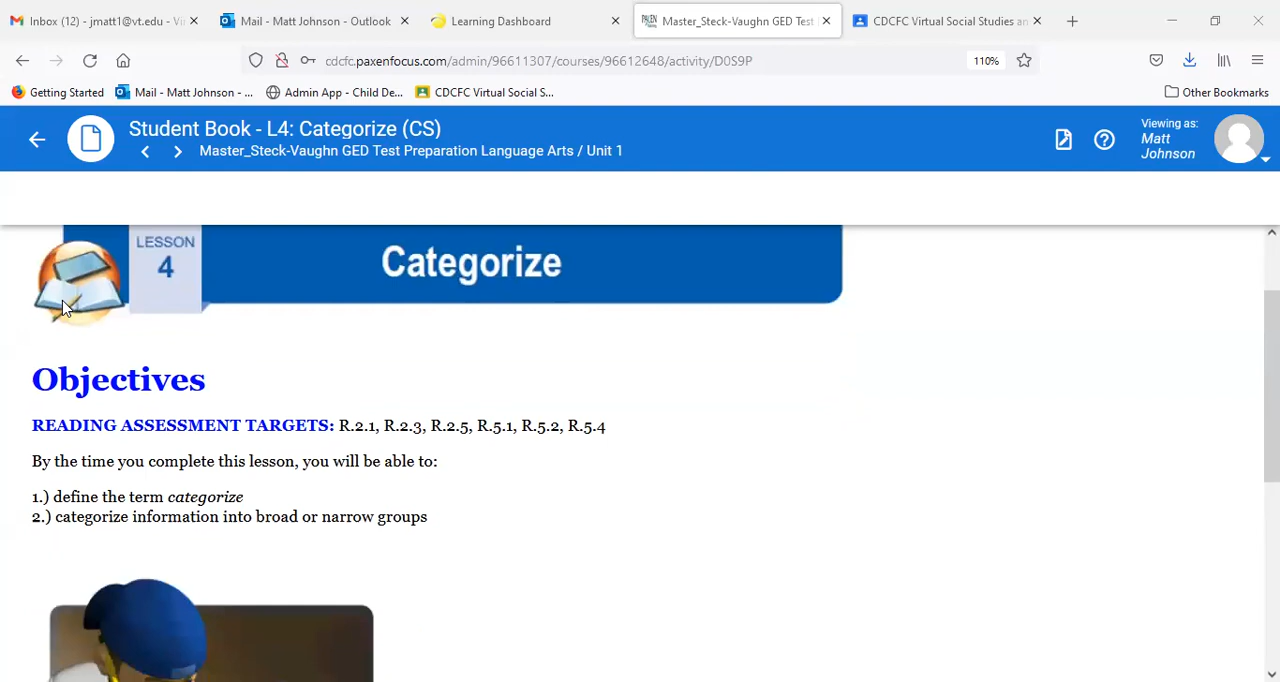 Inbox (12) - jmatt1@vt.edu - Vi
Mail - Matt Johnson - Outlook
Learning Dashboard
Master_Steck-Vaughn GED Test
CDCFC Virtual Social Studies an
cdcfc.paxenfocus.com/admin/96611307/courses/96612648/activity/D0S9P
110%
Getting Started
Mail - Matt Johnson - ...
Admin App - Child De...
CDCFC Virtual Social S...
Other Bookmarks
Student Book - L4: Categorize (CS)
Master_Steck-Vaughn GED Test Preparation Language Arts / Unit 1
Viewing as:
Matt
Johnson
LESSON
4
Categorize
Objectives
READING ASSESSMENT TARGETS: R.2.1, R.2.3, R.2.5, R.5.1, R.5.2, R.5.4
By the time you complete this lesson, you will be able to:
1.) define the term categorize
2.) categorize information into broad or narrow groups